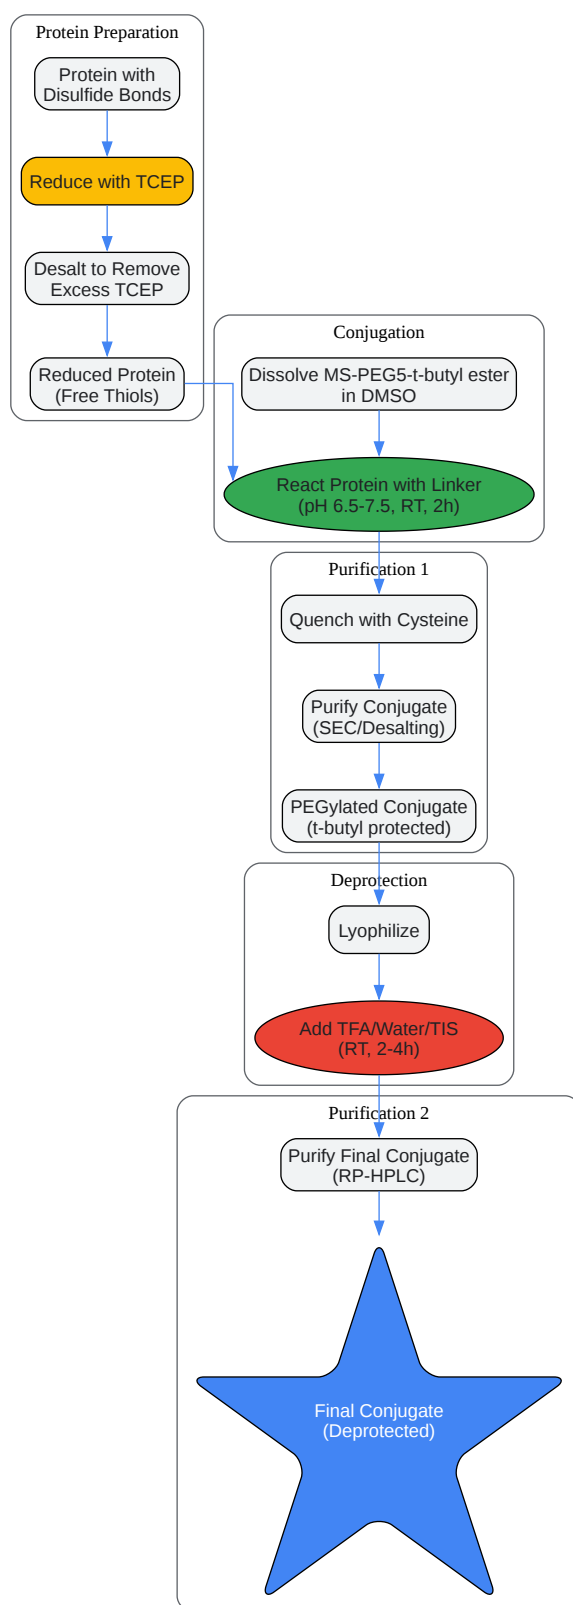 Protein Preparation
Protein with
Disulfide Bonds
Reduce with TCEP
Desalt to Remove
Excess TCEP
Reduced Protein
(Free Thiols)
Conjugation
Dissolve MS-PEG5-t-butyl ester
in DMSO
React Protein with Linker
(pH 6.5-7.5, RT, 2h)
Purification 1
Quench with Cysteine
Purify Conjugate
(SEC/Desalting)
PEGylated Conjugate
(t-butyl protected)
Deprotection
Lyophilize
Add TFA/Water/TIS
(RT, 2-4h)
Purification 2
Purify Final Conjugate
(RP-HPLC)
Final Conjugate
(Deprotected)